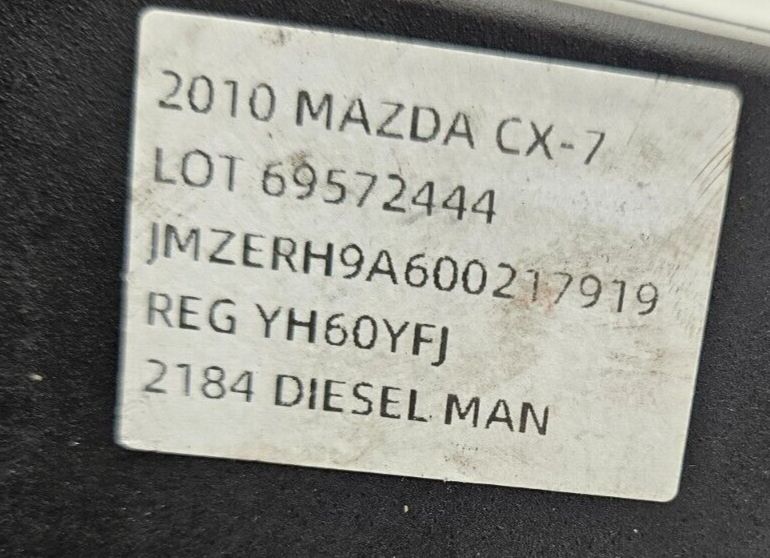 2010 MAZDA CX-7
LOT 69572444
JMZERH9A600217919
REG YH60YFJ
2184 DIESEL MAN